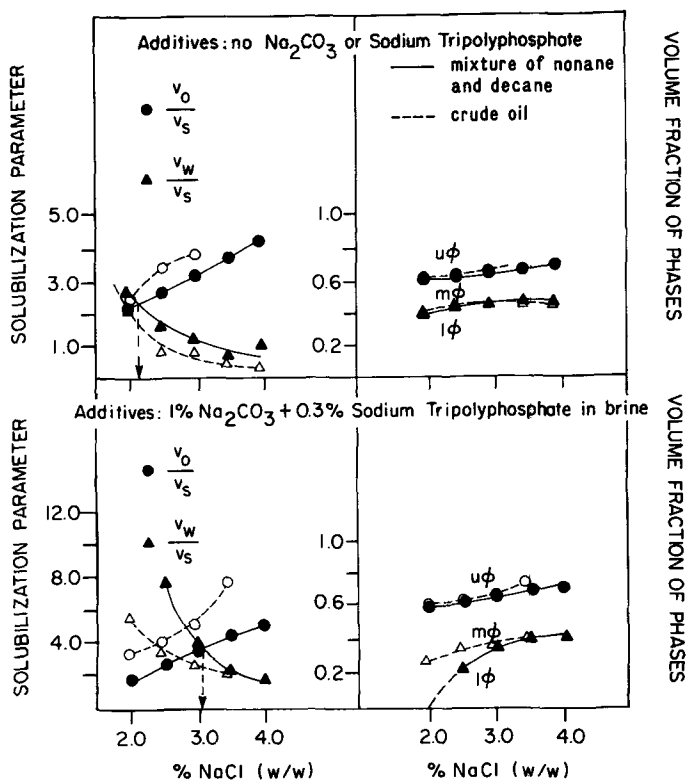 Additives: no Na2CO3 or Sodium Tripolyphosphate
mixture of nonane
and decane
crude oil
Vo
Vs
Vw
Vs
SOLUBILIZATION PARAMETER
5.0
3.0
1.0
1.0
0.6
0.2
uϕ
mϕ
lϕ
VOLUME FRACTION OF PHASES
Additives: 1% Na2CO3 + 0.3% Sodium Tripolyphosphate in brine
Vo
Vs
Vw
Vs
SOLUBILIZATION PARAMETER
12.0
8.0
4.0
1.0
0.6
0.2
uϕ
mϕ
lϕ
VOLUME FRACTION OF PHASES
2.0 3.0 4.0
2.0 3.0 4.0
% NaCl (w/w)
% NaCl (w/w)